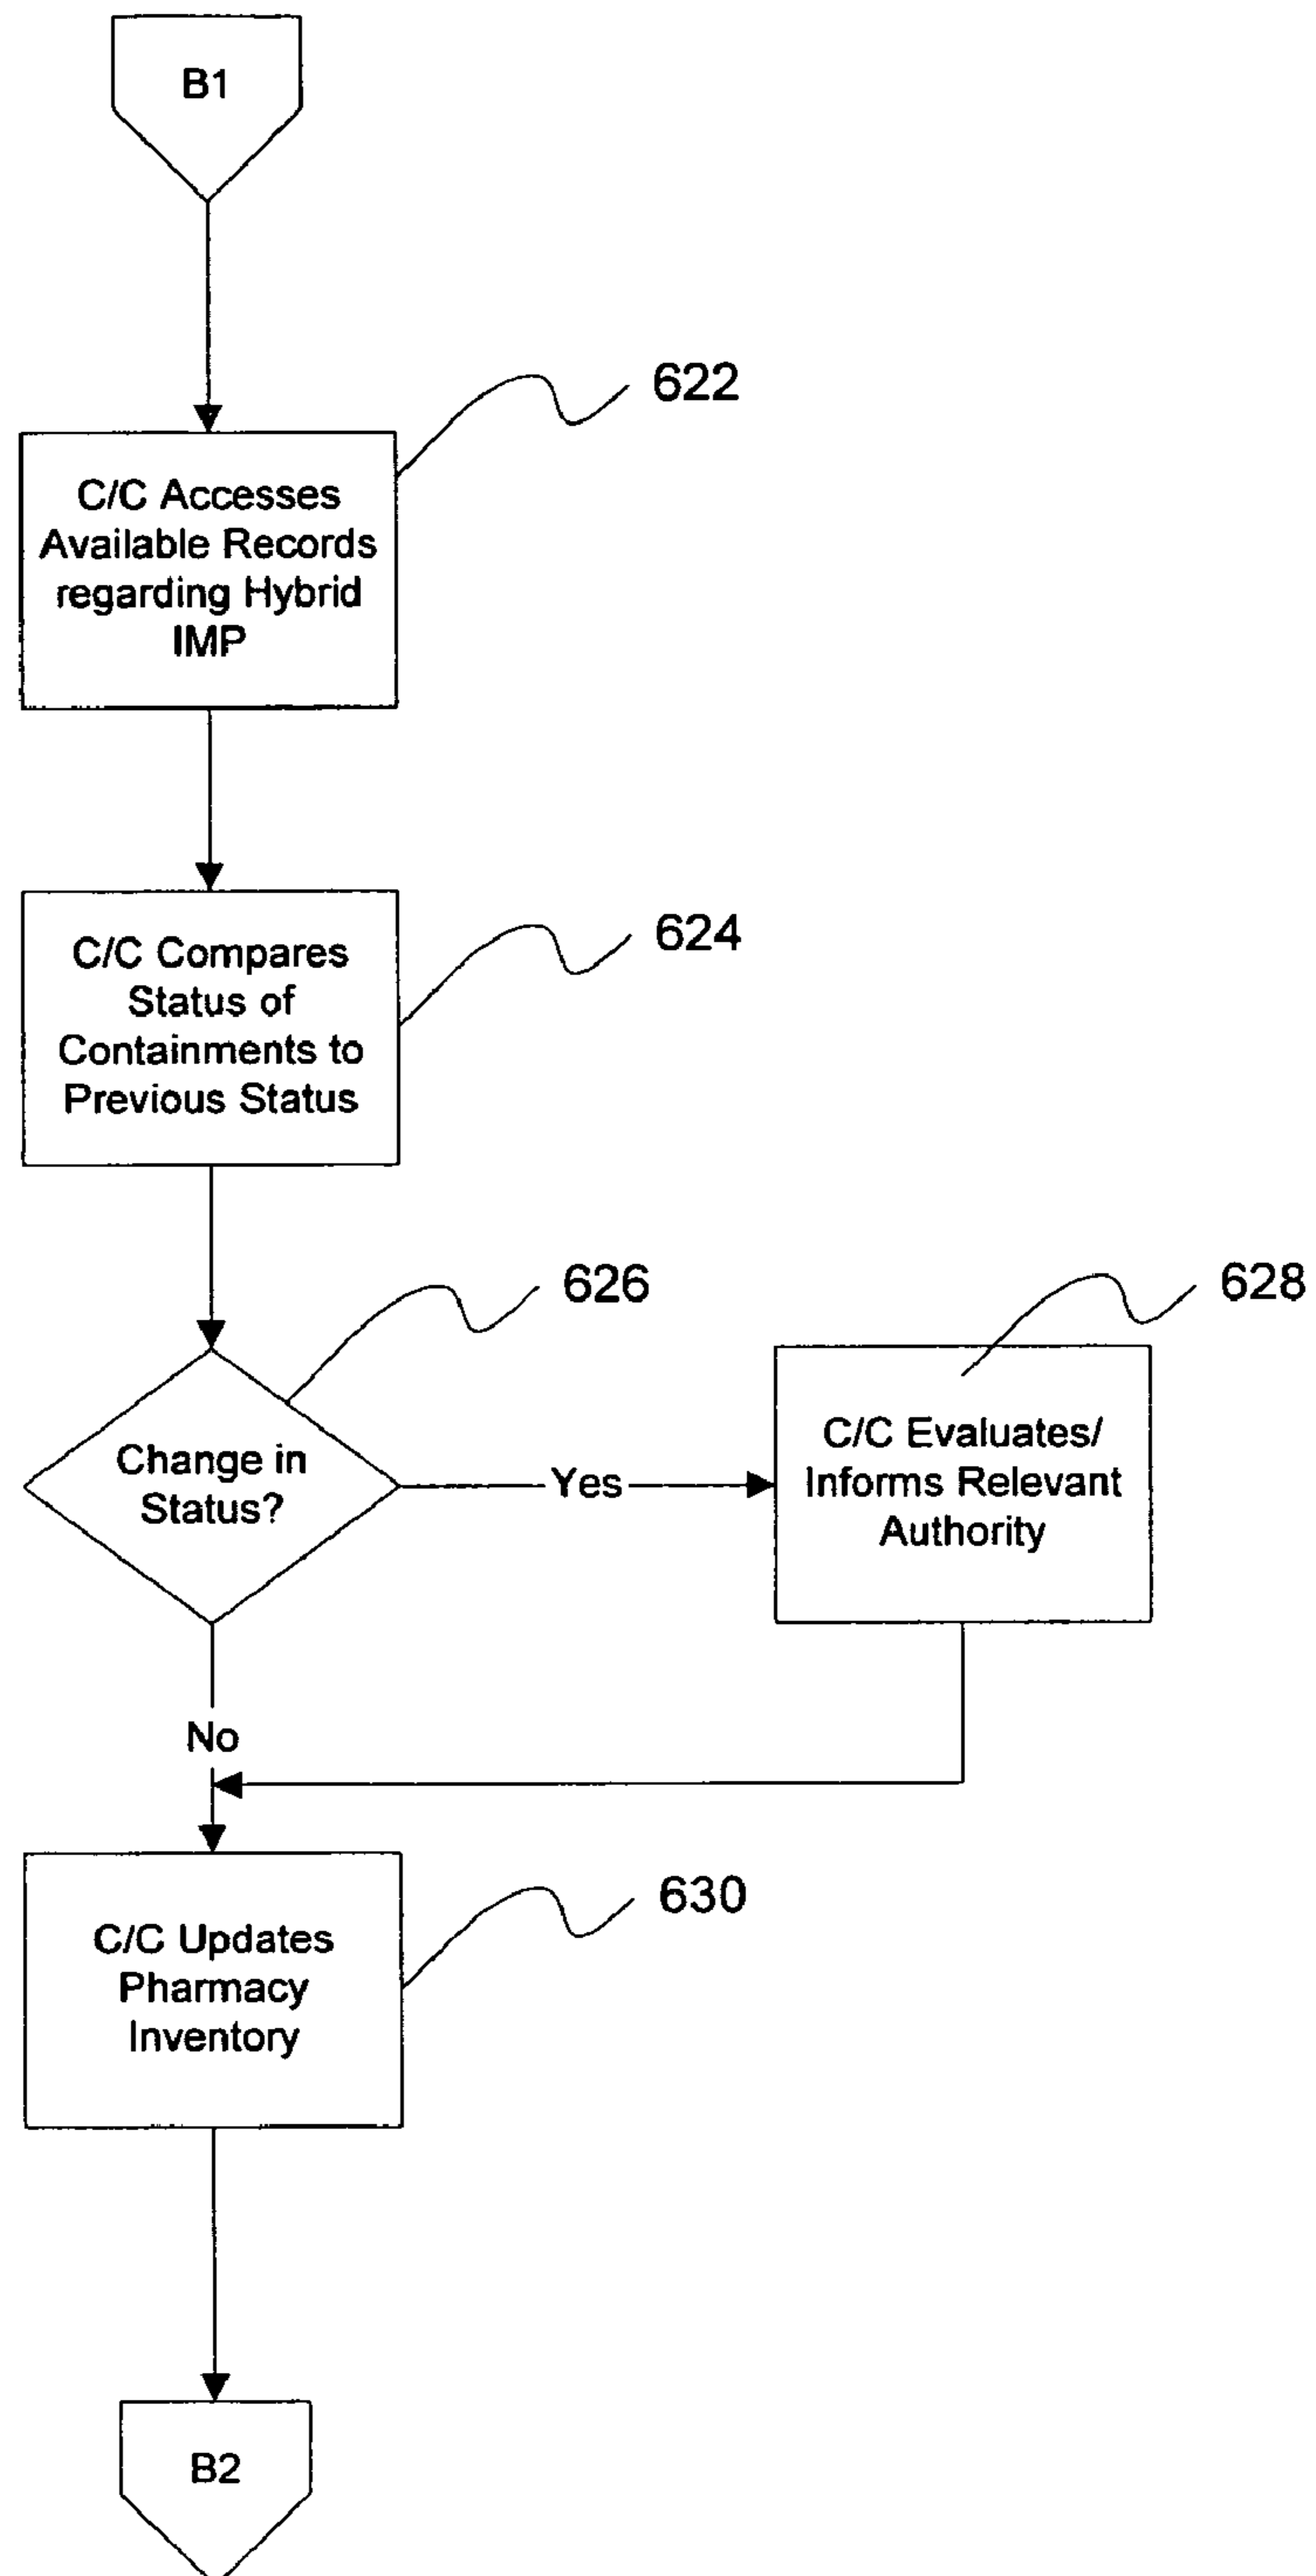 B1
622
C/C Accesses
Available Records
regarding Hybrid
IMP
624
C/C Compares
Status of
Containments to
Previous Status
626
Change in
Status?
Yes
628
C/C Evaluates/
Informs Relevant
Authority
No
630
C/C Updates
Pharmacy
Inventory
B2